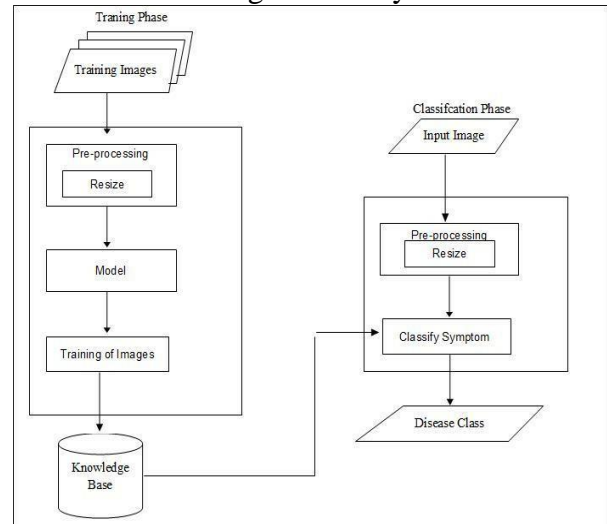 Traning Phase
Training Images
Pre-processing
Resize
Model
Training of Images
Knowledge
Base
Classifcation Phase
Input Image
Pre-processing
Resize
Classify Symptom
Disease Class